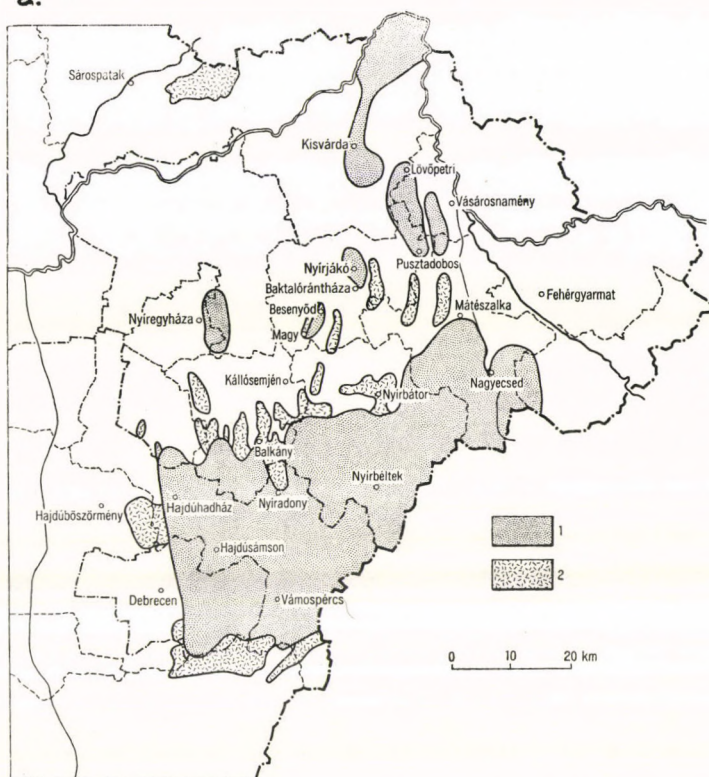 a.
Sárospatak
Kisvárda
Lövőpetri
Vásárosnamény
Nyírjákó
Pusztadobos
Baktalórántháza
Besenyőd
Fehérgyarmat
Nyíregyháza
Mátészalka
Magy
Kállósemjén
Nagyecsed
Nyírbátor
Balkány
Nyírbéltek
Hajdúhadház
Nyíradony
Hajdúböszörmény
1
Hajdúsámson
2
Debrecen
Vámospércs
0 10 20 km